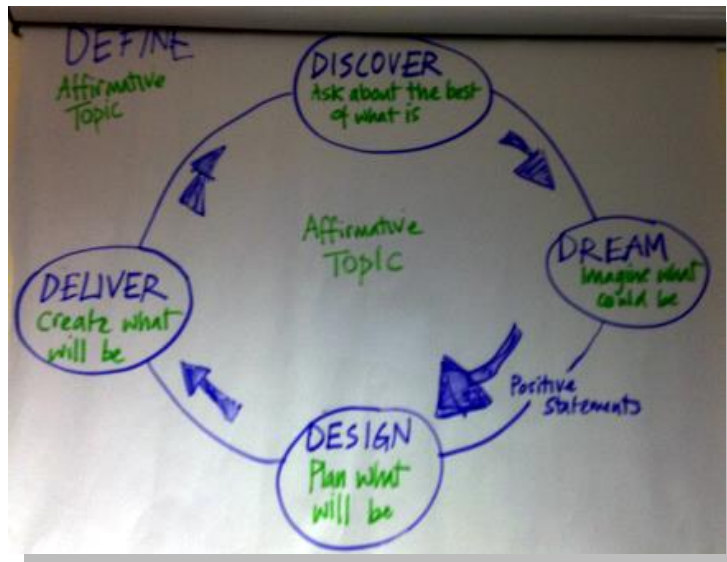 DEFINE
Affirmative
Topic
DISCOVER
Ask about the best
of what is
Affirmative
Topic
DREAM
Imagine what
could be
Positive
Statements
DESIGN
Plan what
will be
DELIVER
Create what
will be